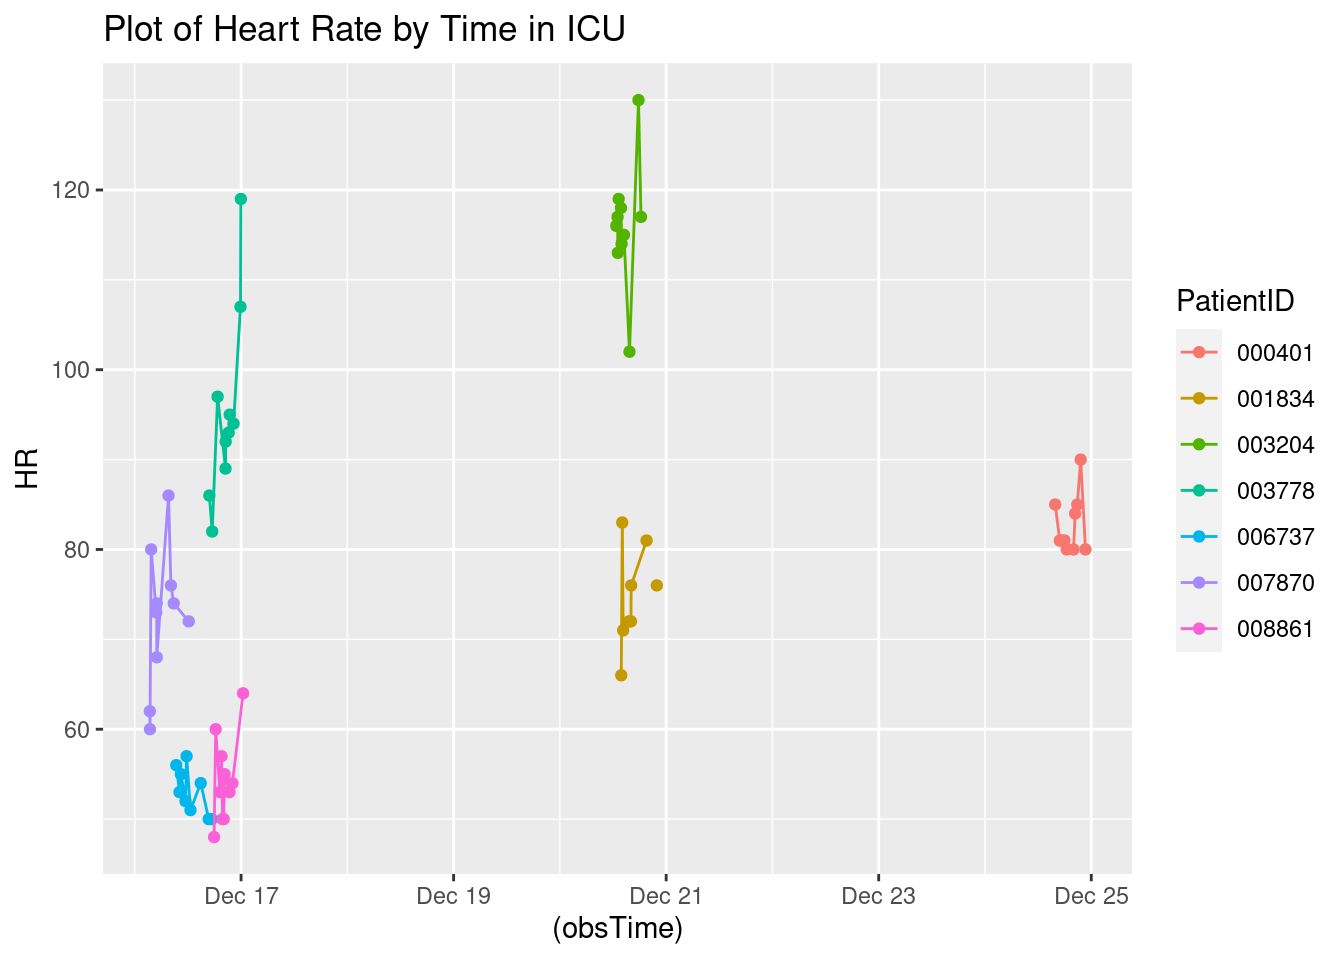 Plot of Heart Rate by Time in ICU
120
100
80
60
HR
Dec 17
Dec 19
Dec 21
Dec 23
Dec 25
(obsTime)
PatientID
000401
001834
003204
003778
006737
007870
008861